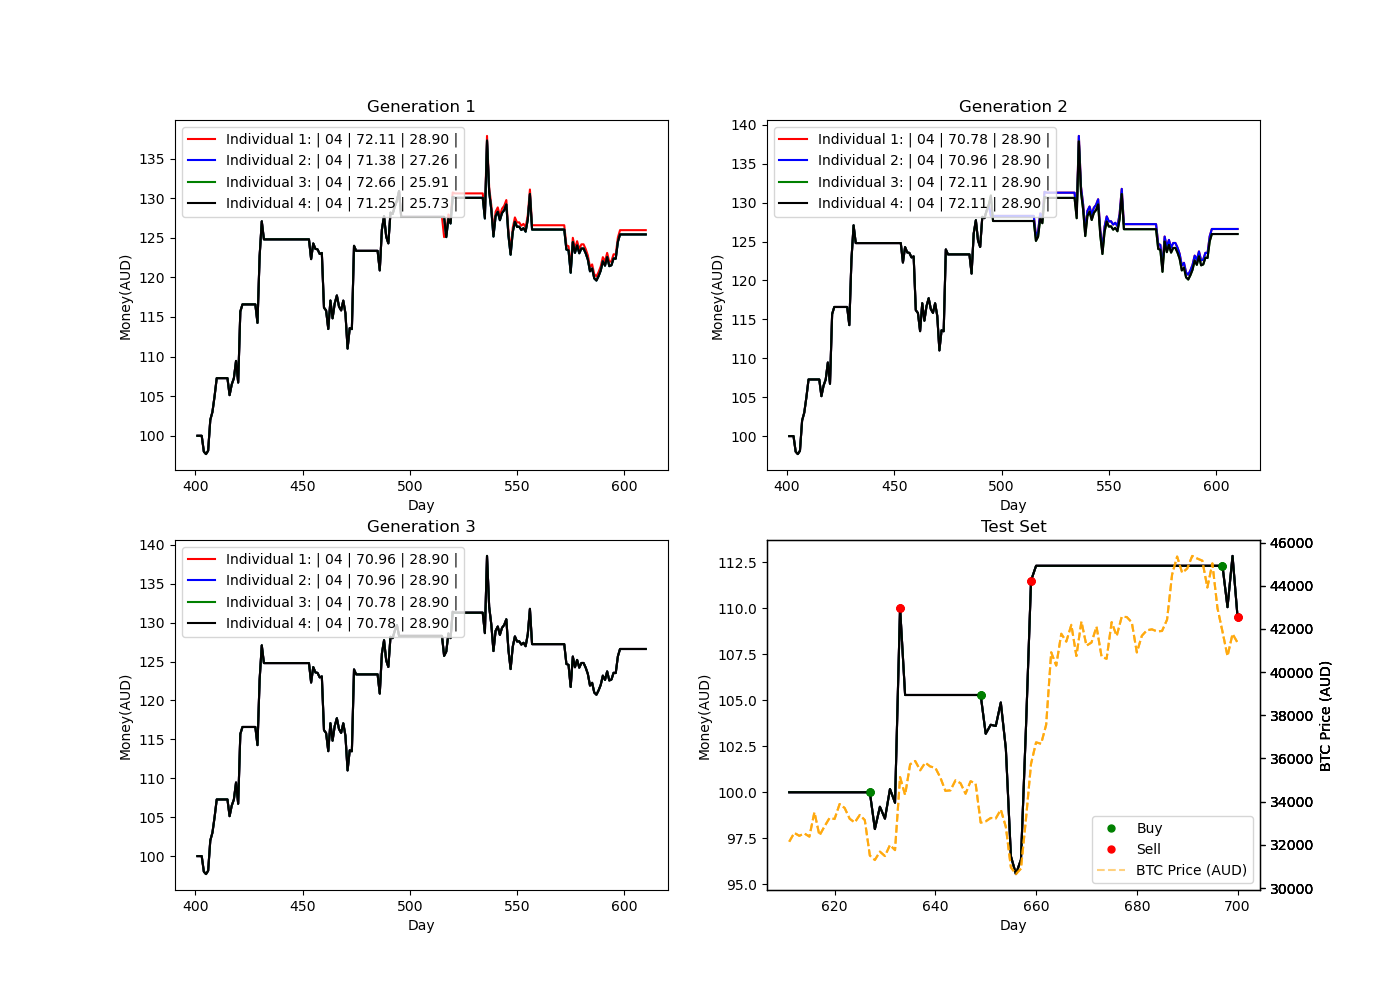 Generation 1
Individual 1: | 04 | 72.11 | 28.90 |
Individual 2: | 04 | 71.38 | 27.26 |
Individual 3: | 04 | 72.66 | 25.91 |
Individual 4: | 04 | 71.25 | 25.73 |
135
130
125
120
115
110
105
100
Money(AUD)
400 450 500 550 600
Day
Generation 2
Individual 1: | 04 | 70.78 | 28.90 |
Individual 2: | 04 | 70.96 | 28.90 |
Individual 3: | 04 | 72.11 | 28.90 |
Individual 4: | 04 | 72.11 | 28.90 |
140
135
130
125
120
115
110
105
100
Money(AUD)
400 450 500 550 600
Day
Generation 3
Individual 1: | 04 | 70.96 | 28.90 |
Individual 2: | 04 | 70.96 | 28.90 |
Individual 3: | 04 | 70.78 | 28.90 |
Individual 4: | 04 | 70.78 | 28.90 |
140
135
130
125
120
115
110
105
100
Money(AUD)
400 450 500 550 600
Day
Test Set
112.5
110.0
107.5
105.0
102.5
100.0
97.5
95.0
Money(AUD)
46000
44000
42000
40000
38000
36000
34000
32000
30000
BTC Price (AUD)
Buy
Sell
BTC Price (AUD)
620 640 660 680 700
Day